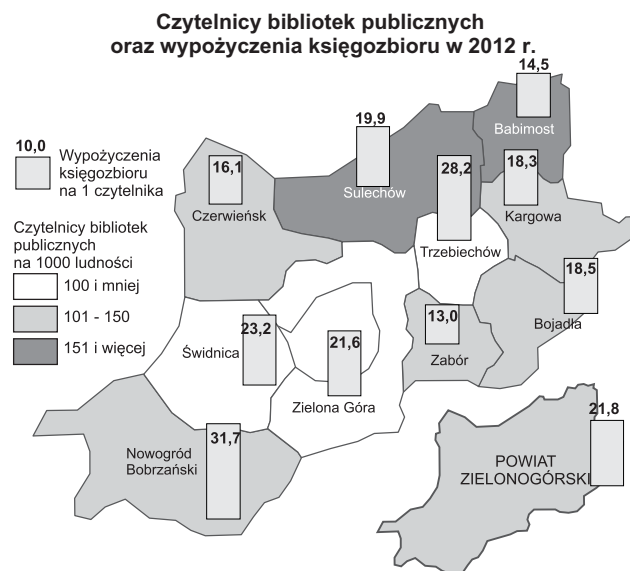 Czytelnicy bibliotek publicznych
oraz wypożyczenia księgozbioru w 2012 r.
14,5
Babimost
19,9
Sulechów
10,0
Wypożyczenia
księgozbioru
na 1 czytelnika
16,1
Czerwieńsk
28,2
Trzebiechów
18,3
Kargowa
Czytelnicy bibliotek
publicznych
na 1000 ludności
100 i mniej
101 - 150
151 i więcej
18,5
Bojadła
13,0
Zabór
23,2
Świdnica
21,6
Zielona Góra
31,7
Nowogród
Bobrzański
21,8
POWIAT
ZIELONOGÓRSKI